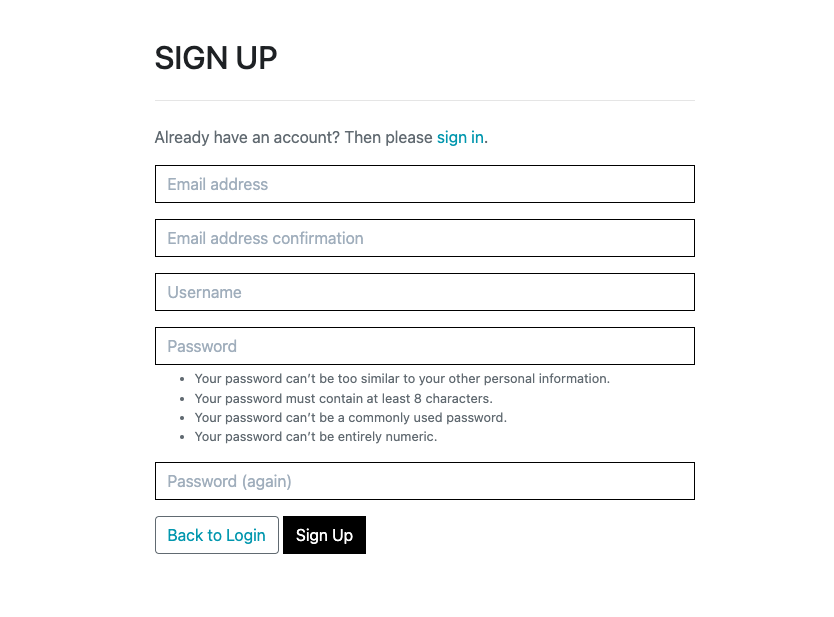 SIGN UP
Already have an account? Then please sign in.
Email address
Email address confirmation
Username
Password
• Your password can’t be too similar to your other personal information.
• Your password must contain at least 8 characters.
• Your password can’t be a commonly used password.
• Your password can’t be entirely numeric.
Password (again)
Back to Login Sign Up